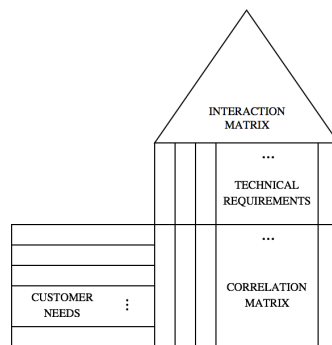 INTERACTION
MATRIX
...
TECHNICAL
REQUIREMENTS
...
CUSTOMER
NEEDS
⋮
CORRELATION
MATRIX